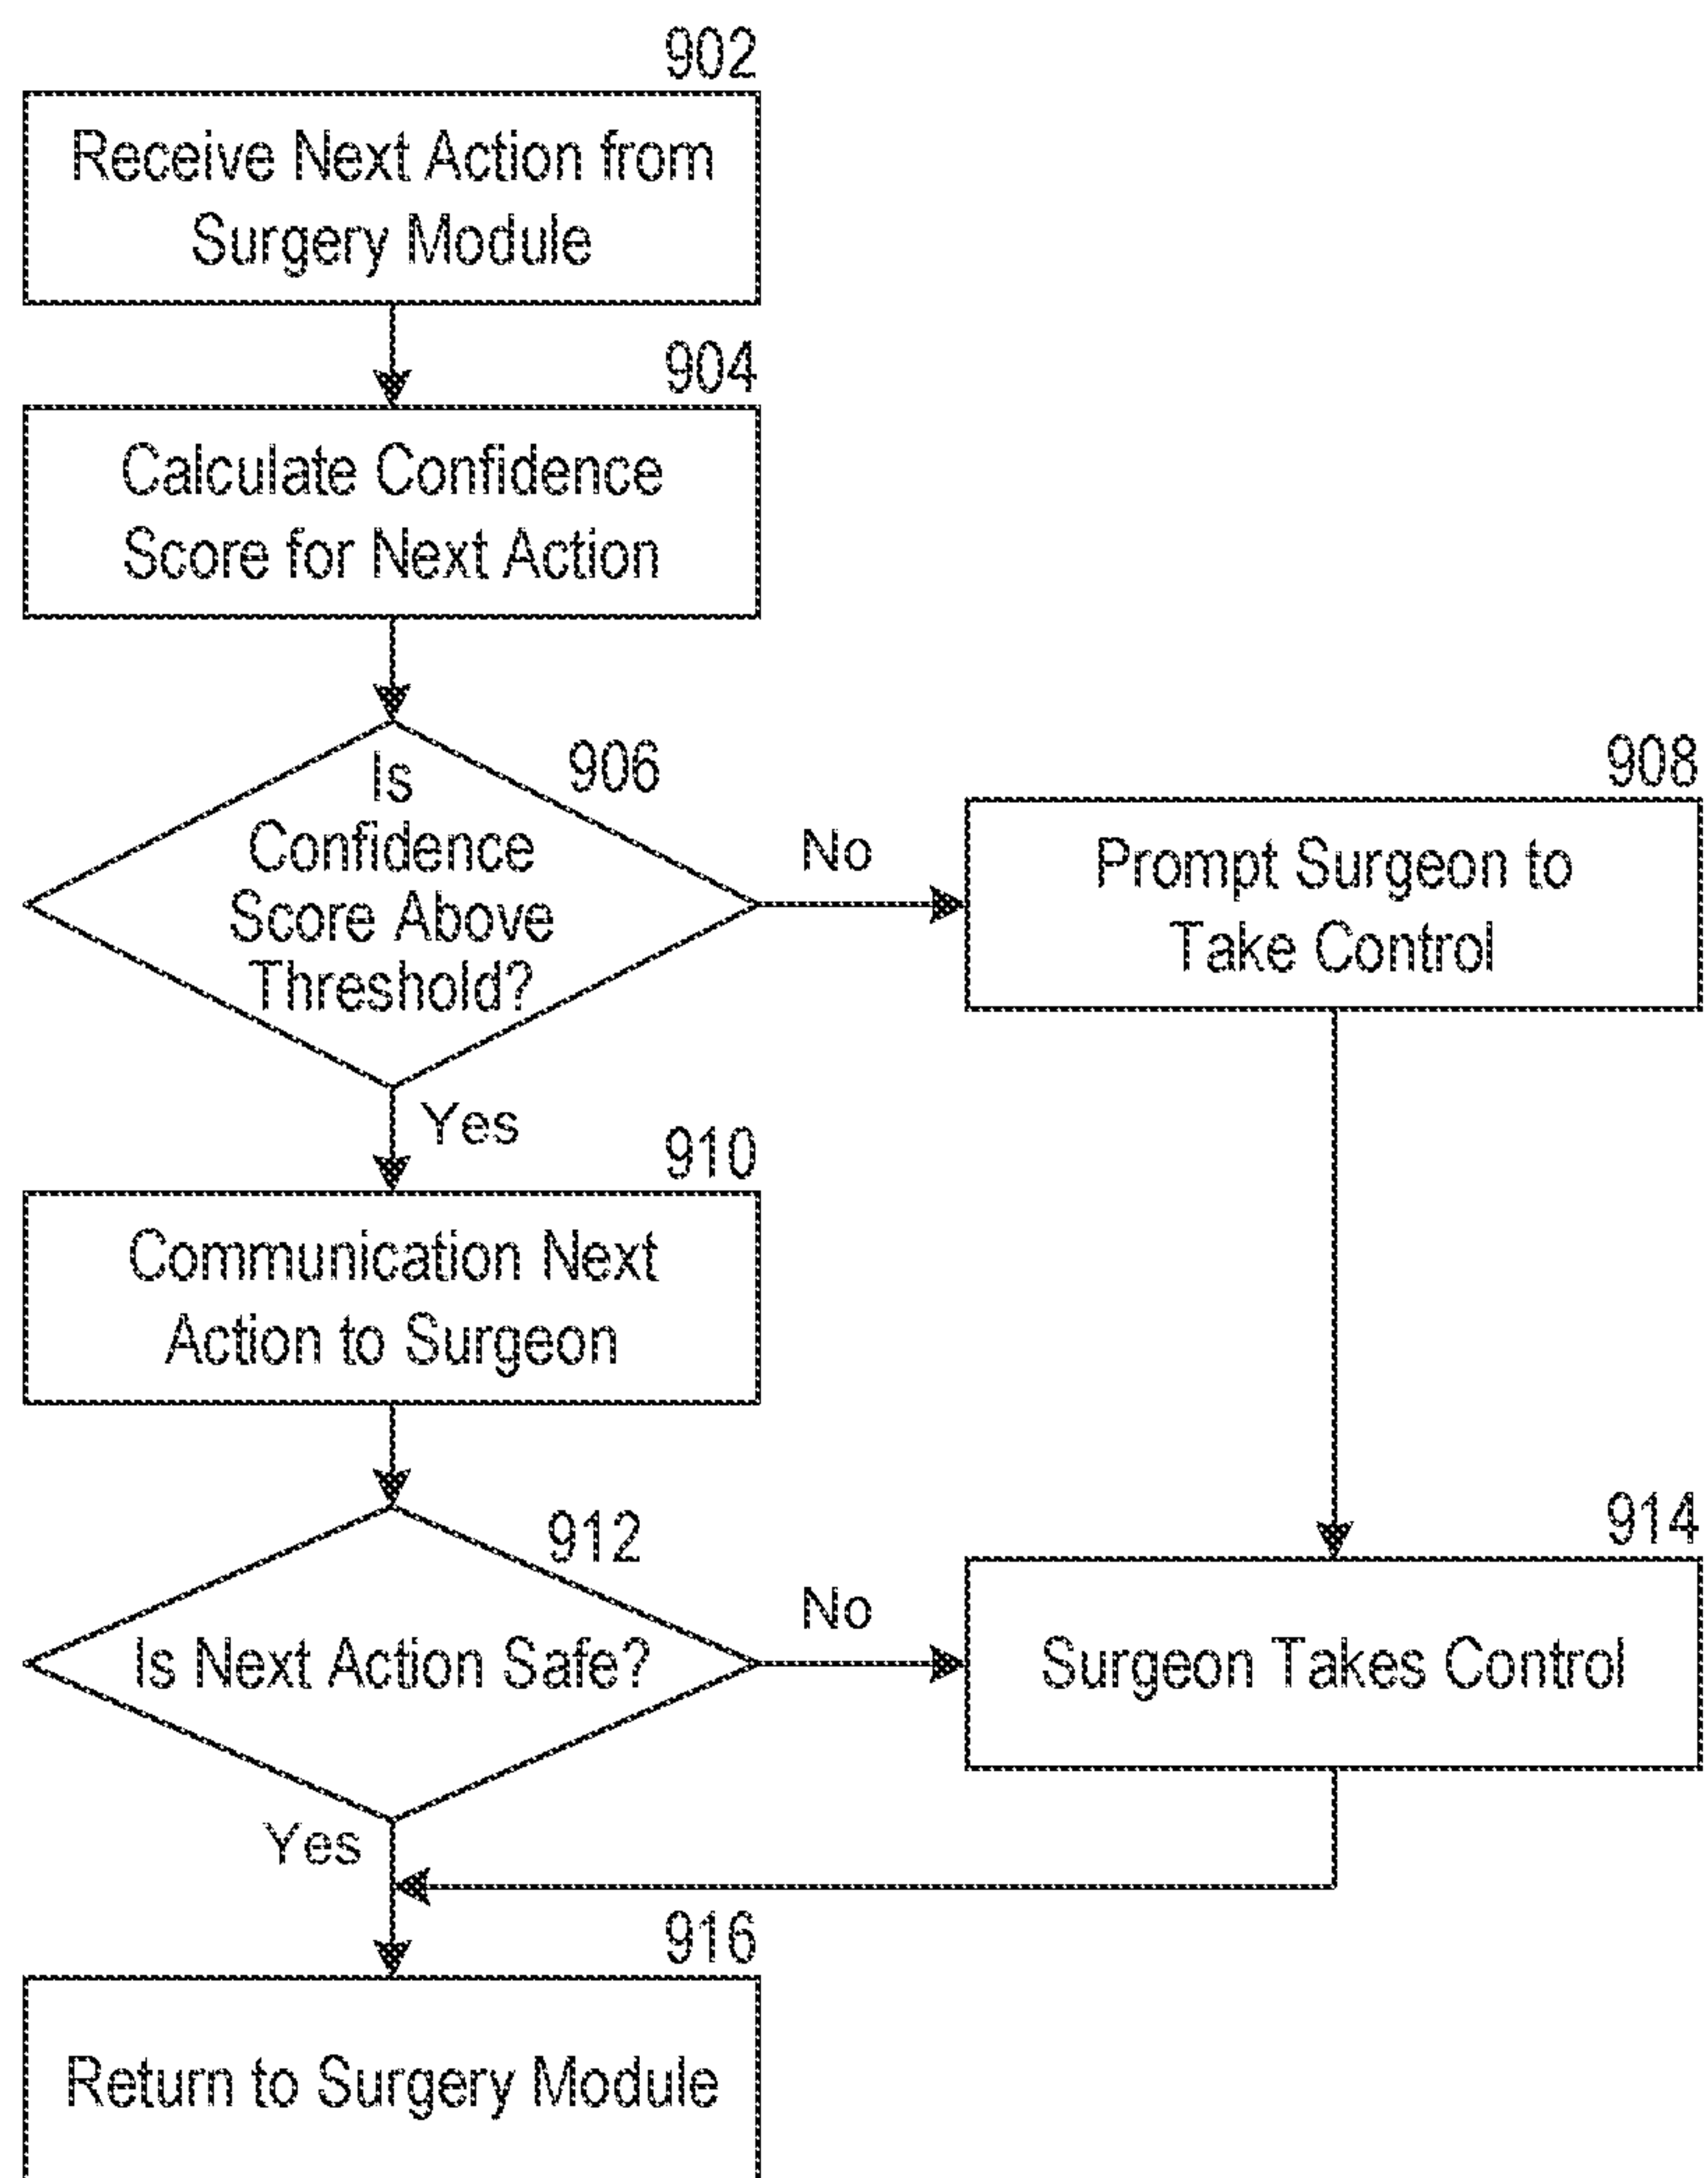 902
Receive Next Action from
Surgery Module
904
Calculate Confidence
Score for Next Action
906
Is
Confidence
Score Above
Threshold?
No
908
Prompt Surgeon to
Take Control
Yes
910
Communication Next
Action to Surgeon
912
Is Next Action Safe?
No
914
Surgeon Takes Control
Yes
916
Return to Surgery Module